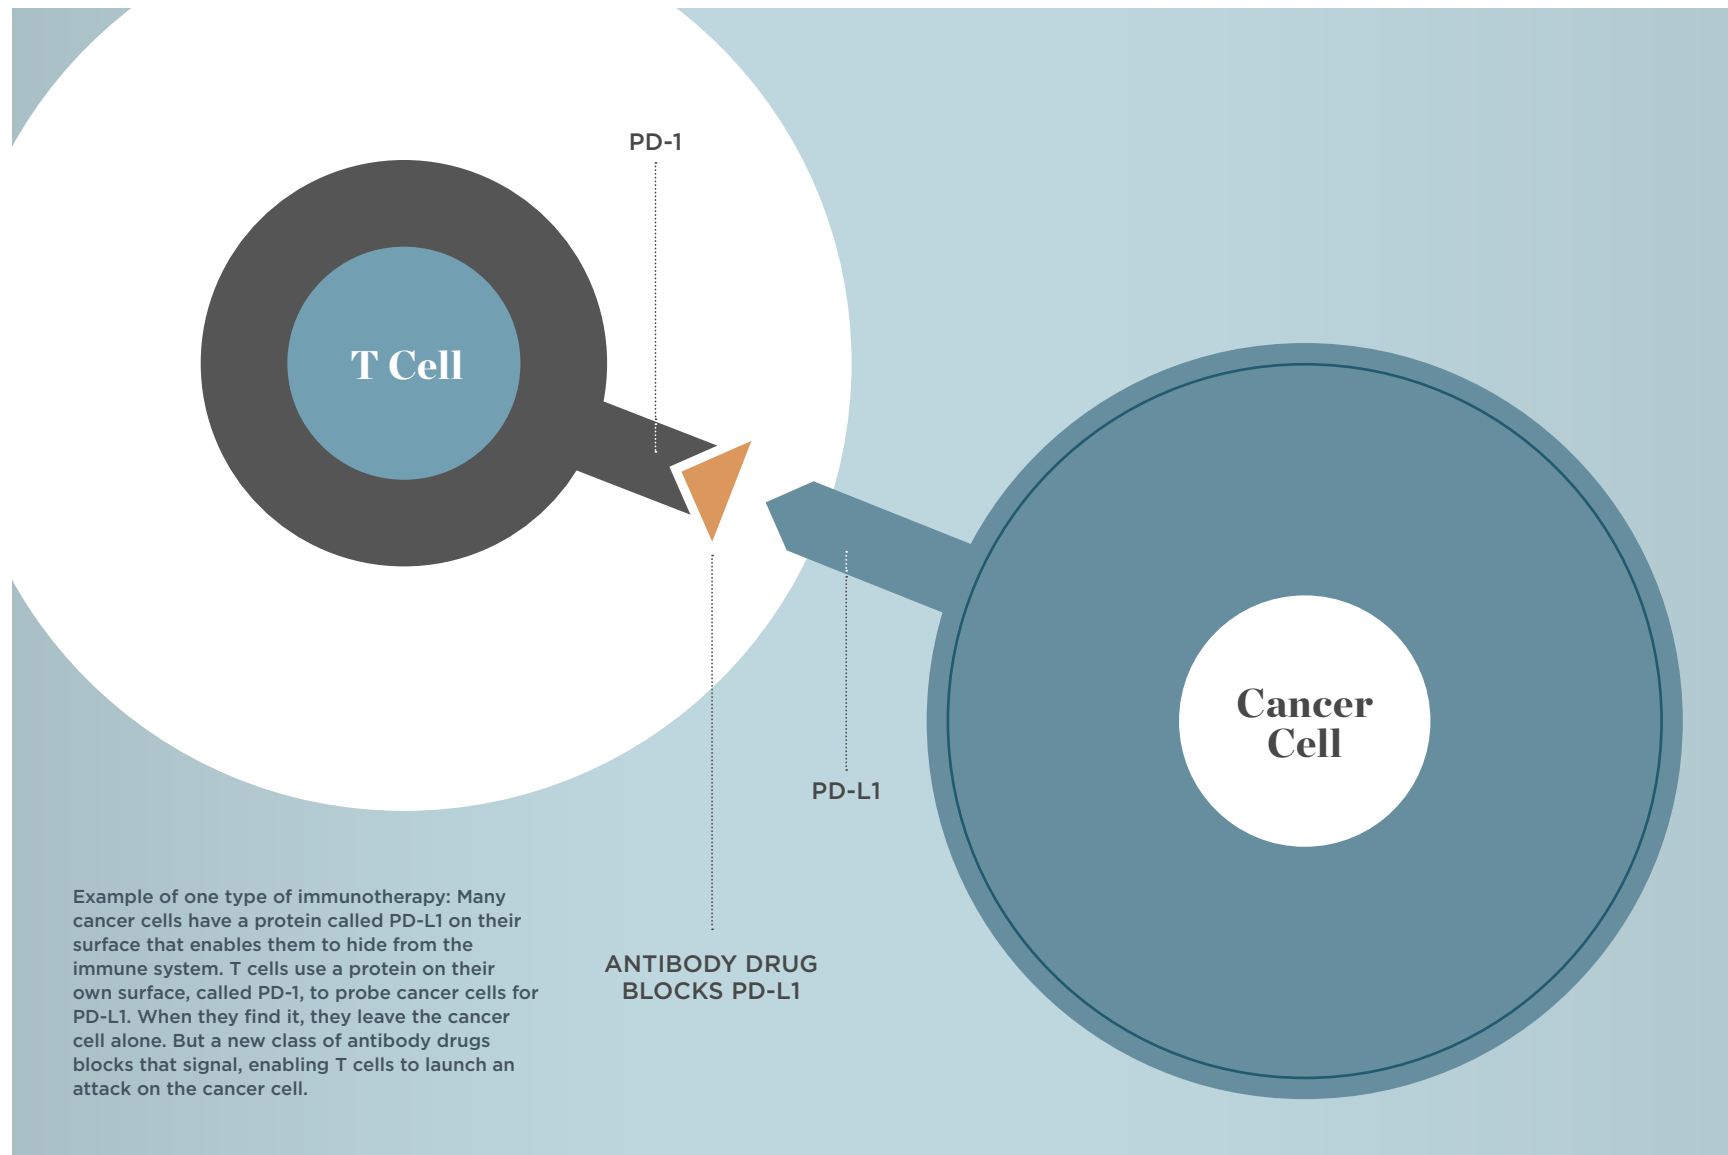 PD-1
T Cell
Cancer
Cell
PD-L1
ANTIBODY DRUG
BLOCKS PD-L1
Example of one type of immunotherapy: Many
cancer cells have a protein called PD-L1 on their
surface that enables them to hide from the
immune system. T cells use a protein on their
own surface, called PD-1, to probe cancer cells for
PD-L1. When they find it, they leave the cancer
cell alone. But a new class of antibody drugs
blocks that signal, enabling T cells to launch an
attack on the cancer cell.